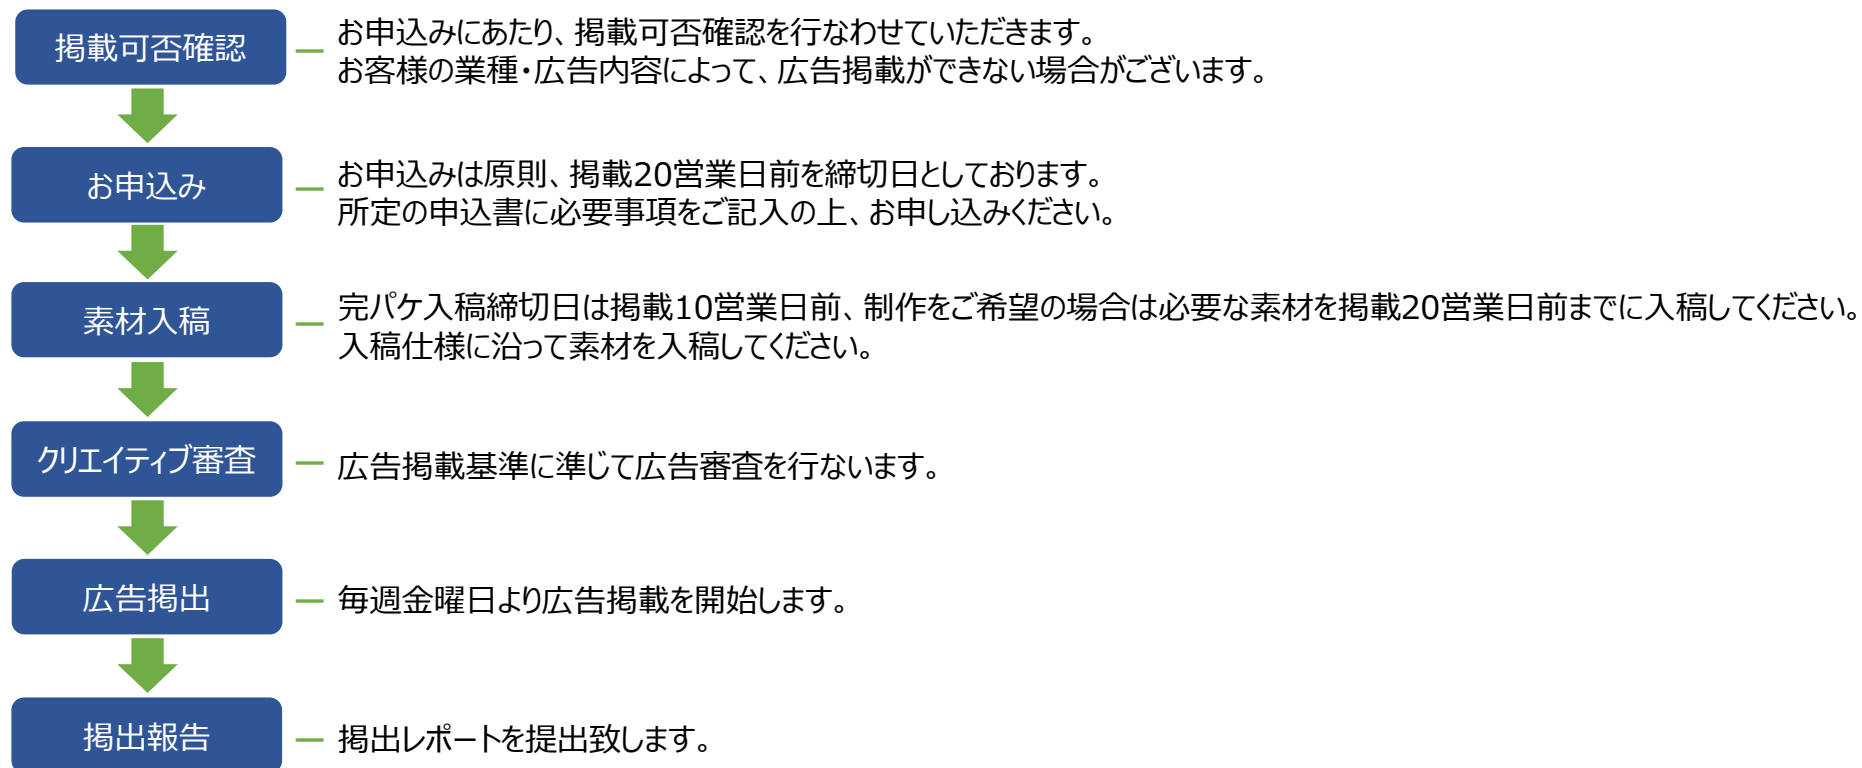 掲載可否確認
お申込みにあたり、掲載可否確認を行なわせていただきます。
お客様の業種・広告内容によって、広告掲載ができない場合がございます。
お申込み
お申込みは原則、掲載20営業日前を締切日としております。
所定の申込書に必要事項をご記入の上、お申し込みください。
素材入稿
完パケ入稿締切日は掲載10営業日前、制作をご希望の場合は必要な素材を掲載20営業日前までに入稿してください。
入稿仕様に沿って素材を入稿してください。
クリエイティブ審査
広告掲載基準に準じて広告審査を行ないます。
広告掲出
毎週金曜日より広告掲載を開始します。
掲出報告
掲出レポートを提出致します。